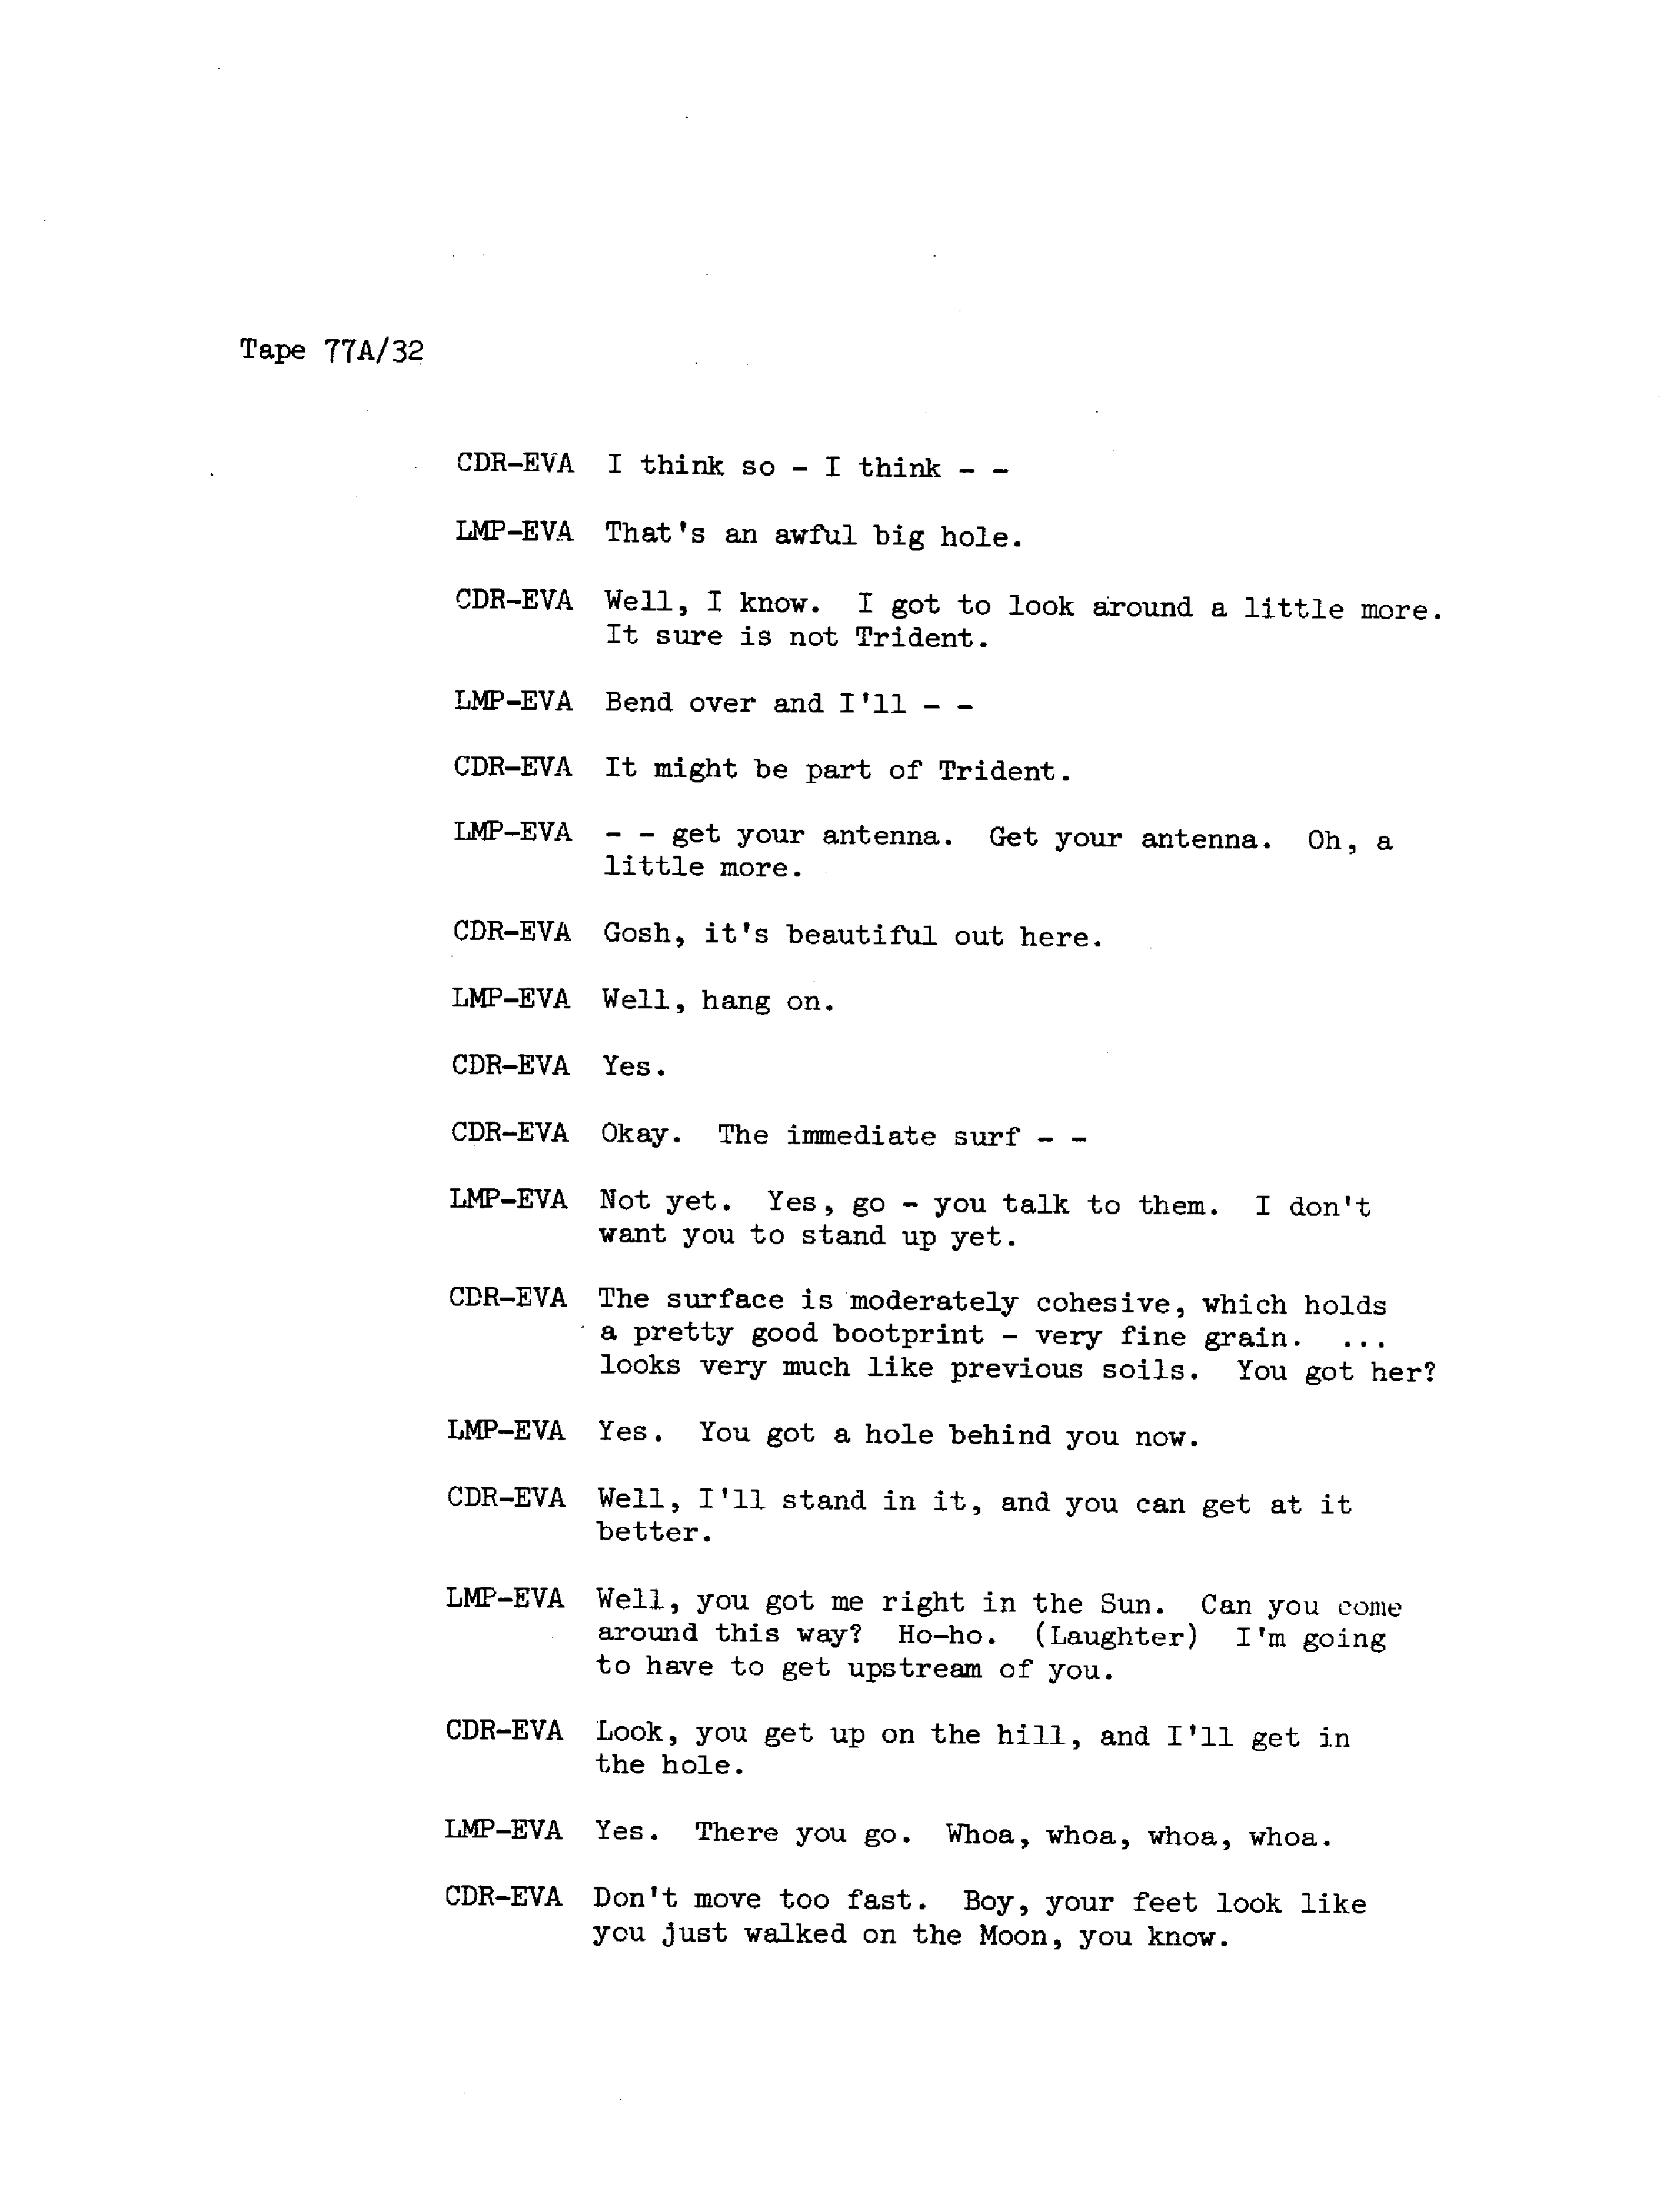 Tape 77A/32
CDR-EVA I think so - I think - -
LMP-EVA That's an awful big hole.
CDR-EVA Well, I know. I got to look around a little more.
It sure is not Trident.
LMP-EVA Bend over and I'll - -
CDR-EVA It might be part of Trident.
LMP-EVA - - get your antenna. Get your antenna. Oh, a
little more.
CDR-EVA Gosh, it's beautiful out here.
LMP-EVA Well, hang on.
CDR-EVA Yes.
CDR-EVA Okay. The immediate surf - -
LMP-EVA Not yet. Yes, go - you talk to them. I don't
want you to stand up yet.
CDR-EVA The surface is moderately cohesive, which holds
a pretty good bootprint - very fine grain. ...
looks very much like previous soils. You got her?
LMP-EVA Yes. You got a hole behind you now.
CDR-EVA Well, I'll stand in it, and you can get at it
better.
LMP-EVA Well, you got me right in the Sun. Can you come
around this way? Ho-ho. (Laughter) I'm going
to have to get upstream of you.
CDR-EVA Look, you get up on the hill, and I'll get in
the hole.
LMP-EVA Yes. There you go. Whoa, whoa, whoa, whoa.
CDR-EVA Don't move too fast. Boy, your feet look like
you just walked on the Moon, you know.